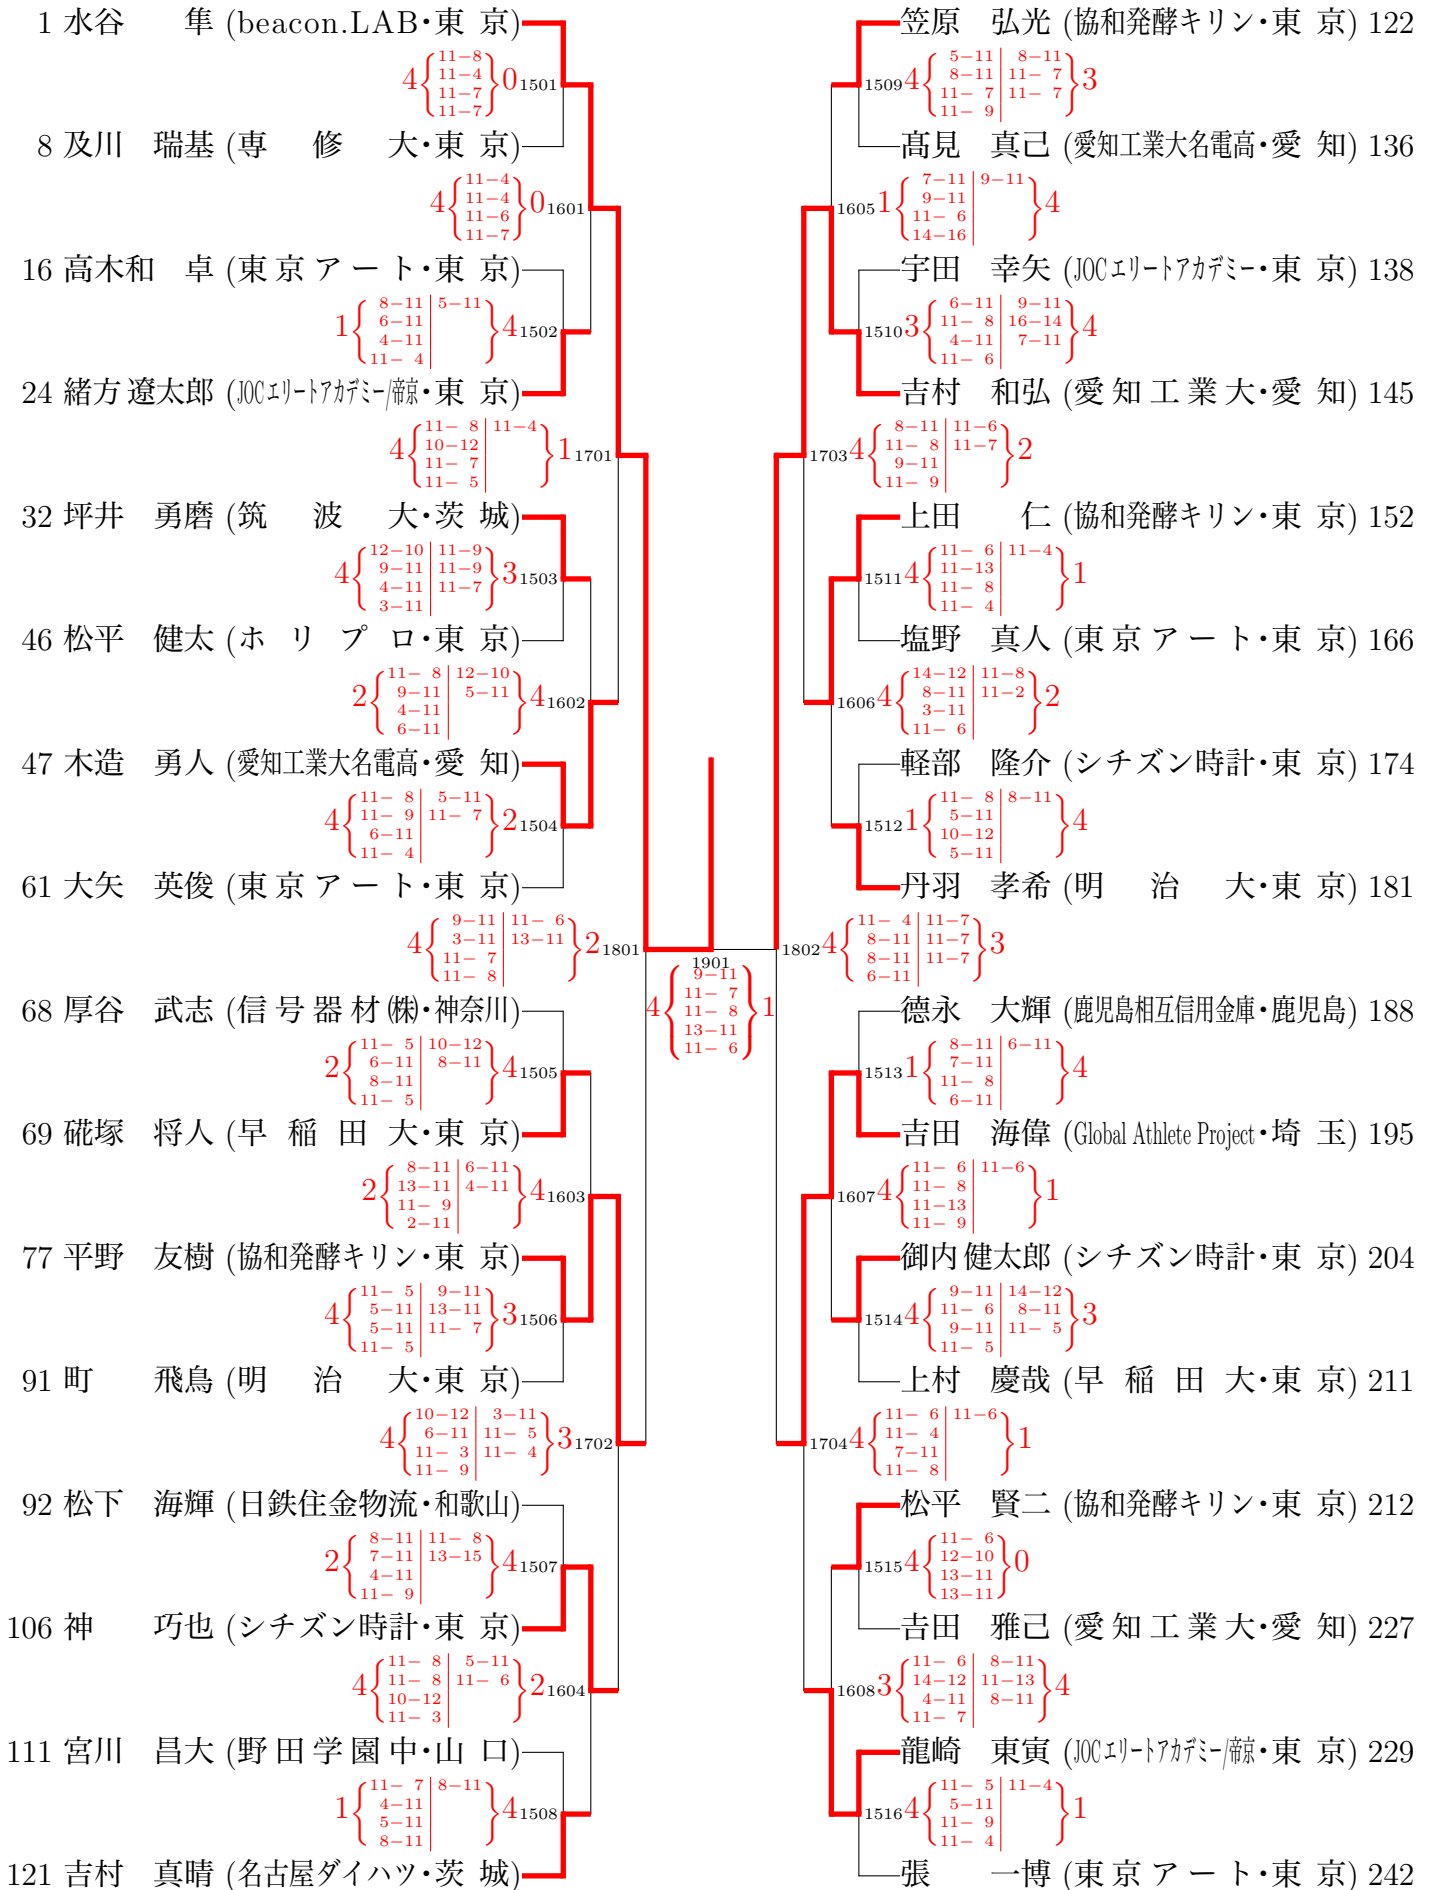 1 水谷 隼 (beacon.LAB・東 京)
4 11-8 11-4 11-7 11-7 0 1501
8 及川 瑞基 (専 修 大・東 京)
4 11-4 11-4 11-6 11-7 0 1601
16 高木和 卓 (東京アート・東 京)
1 8-11 6-11 4-11 11-4 5-11 4 1502
24 緒方遼太郎 (JOCエリートアカデミー/帝京・東 京)
4 11-8 10-12 11-7 11-5 11-4 1 1701
32 坪井 勇磨 (筑 波 大・茨 城)
4 12-10 9-11 4-11 3-11 11-9 11-9 11-7 3 1503
46 松平 健太 (ホリプロ・東 京)
2 11-8 9-11 4-11 6-11 12-10 5-11 4 1602
47 木造 勇人 (愛知工業大名電高・愛 知)
4 11-8 11-9 6-11 11-4 5-11 11-7 2 1504
61 大矢 英俊 (東京アート・東 京)
4 9-11 3-11 11-7 11-8 11-6 13-11 2 1801
68 厚谷 武志 (信号器材㈱・神奈川)
2 11-5 6-11 8-11 11-5 10-12 8-11 4 1505
69 硴塚 将人 (早稲田大・東 京)
2 8-11 13-11 11-9 2-11 6-11 4-11 4 1603
77 平野 友樹 (協和発酵キリン・東 京)
4 11-5 5-11 5-11 11-5 9-11 13-11 11-7 3 1506
91 町 飛鳥 (明 治 大・東 京)
4 10-12 6-11 11-3 11-9 3-11 11-5 11-4 3 1702
92 松下 海輝 (日鉄住金物流・和歌山)
2 8-11 7-11 4-11 11-9 11-8 13-15 4 1507
106 神 巧也 (シチズン時計・東 京)
4 11-8 11-8 10-12 11-3 5-11 11-6 2 1604
111 宮川 昌大 (野田学園中・山 口)
1 11-7 4-11 5-11 8-11 8-11 4 1508
121 吉村 真晴 (名古屋ダイハツ・茨 城)
1901
4 9-11 11-7 11-8 13-11 11-6 1
笠原 弘光 (協和発酵キリン・東 京) 122
1509 4 5-11 8-11 11-7 11-9 8-11 11-7 11-7 3
髙見 真己 (愛知工業大名電高・愛 知) 136
1605 1 7-11 9-11 11-6 14-16 9-11 4
宇田 幸矢 (JOCエリートアカデミー・東 京) 138
1510 3 6-11 11-8 4-11 11-6 9-11 16-14 7-11 4
吉村 和弘 (愛知工業大・愛 知) 145
1703 4 8-11 11-8 9-11 11-9 11-6 11-7 2
上田 仁 (協和発酵キリン・東 京) 152
1511 4 11-6 11-13 11-8 11-4 11-4 1
塩野 真人 (東京アート・東 京) 166
1606 4 14-12 8-11 3-11 11-6 11-8 11-2 2
軽部 隆介 (シチズン時計・東 京) 174
1512 1 11-8 5-11 10-12 5-11 8-11 4
丹羽 孝希 (明 治 大・東 京) 181
1802 4 11-4 8-11 8-11 6-11 11-7 11-7 11-7 3
德永 大輝 (鹿児島相互信用金庫・鹿児島) 188
1513 1 8-11 7-11 11-8 6-11 6-11 4
吉田 海偉 (Global Athlete Project・埼 玉) 195
1607 4 11-6 11-8 11-13 11-9 11-6 1
御内健太郎 (シチズン時計・東 京) 204
1514 4 9-11 11-6 9-11 11-5 14-12 8-11 11-5 3
上村 慶哉 (早稲田大・東 京) 211
1704 4 11-6 11-4 7-11 11-8 11-6 1
松平 賢二 (協和発酵キリン・東 京) 212
1515 4 11-6 12-10 13-11 13-11 0
𠮷田 雅己 (愛知工業大・愛 知) 227
1608 3 11-6 14-12 4-11 11-7 8-11 11-13 8-11 4
龍崎 東寅 (JOCエリートアカデミー/帝京・東 京) 229
1516 4 11-5 5-11 11-9 11-4 11-4 1
張 一博 (東京アート・東 京) 242